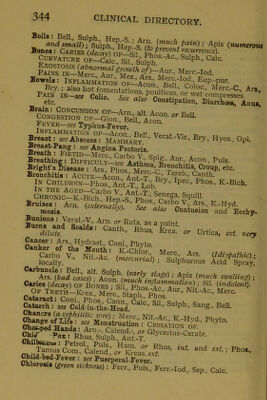 344 CLINICAL DIRECTORY.
Boils: Bell., Sulph., Hep.-S.; Arn. (much pain); Apis (numerous
and small); Sulph., Hep.-S. (to prevent recurrence).
Bones: CARIES (decay) OF—Sil., Phos.-Ac., Sulph., Calc.
CURVATURE OF—Calc., Sil., Sulph.
EXOSTOSIS (abnormal growth of)—Aur., Merc.-Iod.
PAINS IN—Merc., Aur., Mez., Ars., Merc.-Iod., Eup.-pur.
Bowels: INFLAMMATION OF—Acon., Bell., Coloc., Merc.-C., Ars.,
Bry.; also hot fomentations, poultices, or wet compresses.
PAIN IN—see Colic. See also Constipation, Diarrhœa, Anus,
etc.
Brain: CONCUSSION OF—Arn., alt. Acon. or Bell.
CONGESTION OF—Glon., Bell., Acon.
FEVER—see Typhus-Fever.
INFLAMMATION OF—Acon., Bell., Verat.-Vir., Bry., Hyos., Opi.
Breast: see Abscess: MAMMARY.
Breast-Pang: see Angina Pectoris.
Breath: FŒTID—Merc., Carbo V., Spig., Aur., Acon., Puls.
Breathing: DIFFICULT—see Asthma, Bronchitis, Croup, etc.
Bright's Disease: Ars., Phos., Merc.-C., Tereb., Canth.
Bronchitis: ACUTE—Acon., Ant.-T., Bry., Ipec., Phos., K.-Bich.
IN CHILDREN—Phos., Ant.-T., Lob.
IN THE AGED—Carbo V., Ant.-T., Senega, Squill.
CHRONIC—K.-Bich., Hep.-S., Phos., Carbo V., Ars., K.-Hyd.
Bruises: Arn. (externally). See also Contusion and Ecchy-
mosis.
Bunions: Verat.-V., Arn. or Ruta, as a paint.
Burns and Scalds: Canth., Rhus, Krea. or Urtica, ext. very
dilute.
Cancer: Ars., Hydrast., Coni., Phyto.
Canker of the Mouth: K.-Chlor., Merc., Ars. (Idiopathic);
Carbo V., Nit.-Ac. (mercurial); Sulphurous Acid Spray,
locally.
Carbuncle: Bell., alt. Sulph. (early stage); Apis (much swelling);
Ars. (bad cases); Acon. (much inflammation); Sil. (indolent).
Caries (decay) OF BONES: Sil., Phos.-Ac., Aur., Nit.-Ac., Merc.
OF TEETH—Krea., Merc., Staph., Phos.
Cataract: Coni., Phos., Cann., Calc., Sil., Sulph., Sang., Bell.
Catarrh: see Cold-in-the-Head.
Chancre (a syphilitic sore): Merc., Nit-Ac., K.-Hyd., Phyto.
Change of Life: see Menstruation: CESSATION OF.
Chapped Hands: Arn.-, Calend.-, or Glycerine-Cerate.
Pox: Rhus, Sulph., Ant-T.
Petrol., Puls., Ham. or Rhus, int. and ext.; Phos.,
Tamus Com., Calend., or Kreas. ext.
Child-bed-Fever: see Puerperal-Fever.
Chlorosis (green sickness): Ferr., Puls., Ferr.-Iod., Sep., Calc.